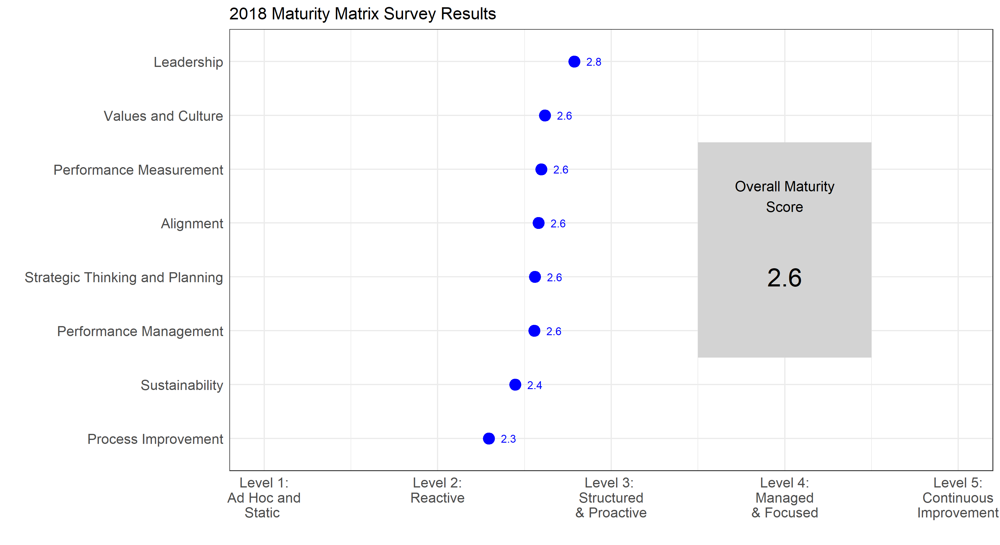 2018 Maturity Matrix Survey Results
Leadership
2.8
Values and Culture
2.6
Performance Measurement
2.6
Overall Maturity
Score
Alignment
2.6
Strategic Thinking and Planning
2.6
2.6
Performance Management
2.6
Sustainability
2.4
Process Improvement
2.3
Level 1:
Ad Hoc and
Static
Level 2:
Reactive
Level 3:
Structured
& Proactive
Level 4:
Managed
& Focused
Level 5:
Continuous
Improvement